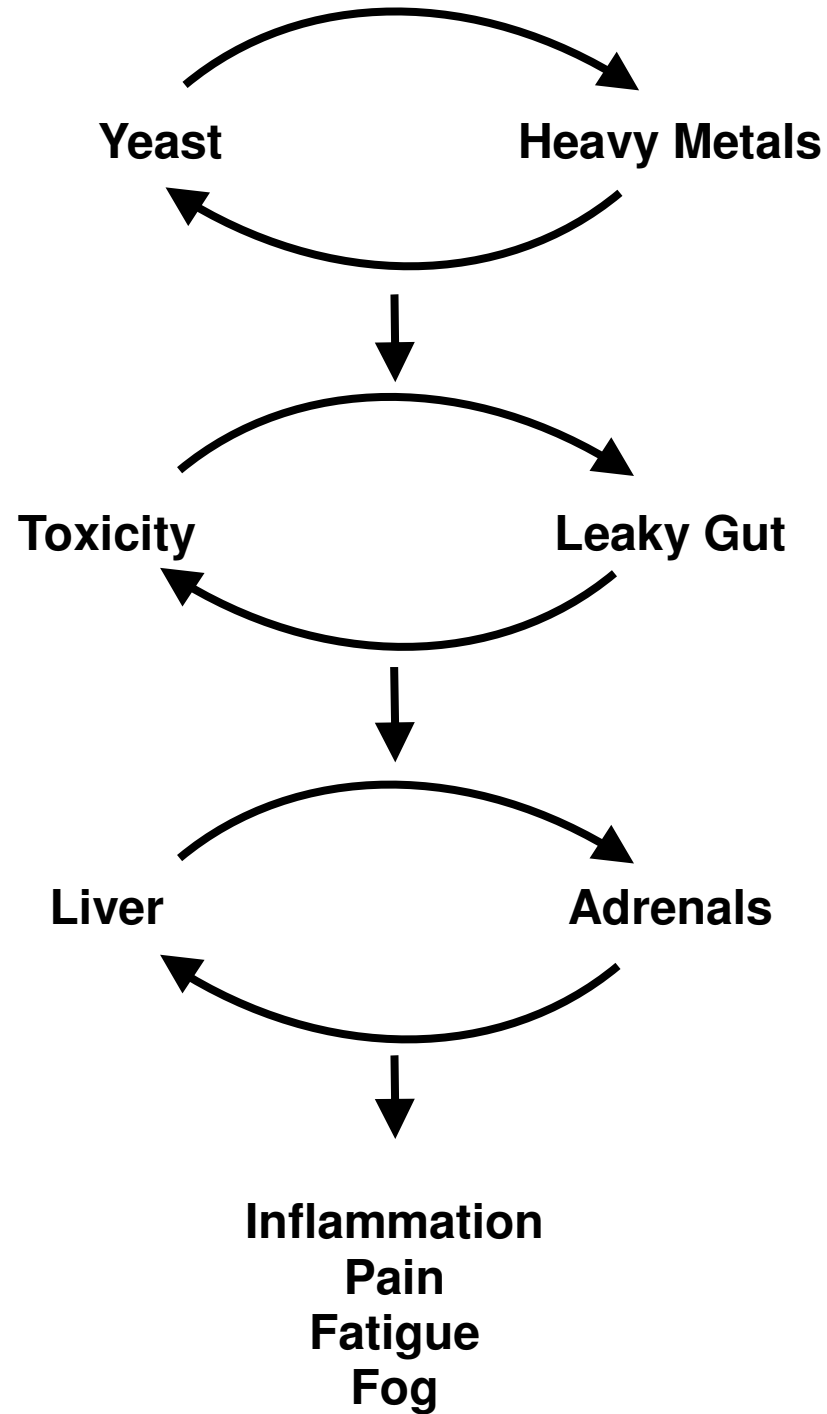 Yeast Heavy Metals
Toxicity Leaky Gut
Liver Adrenals
Inflammation
Pain
Fatigue
Fog